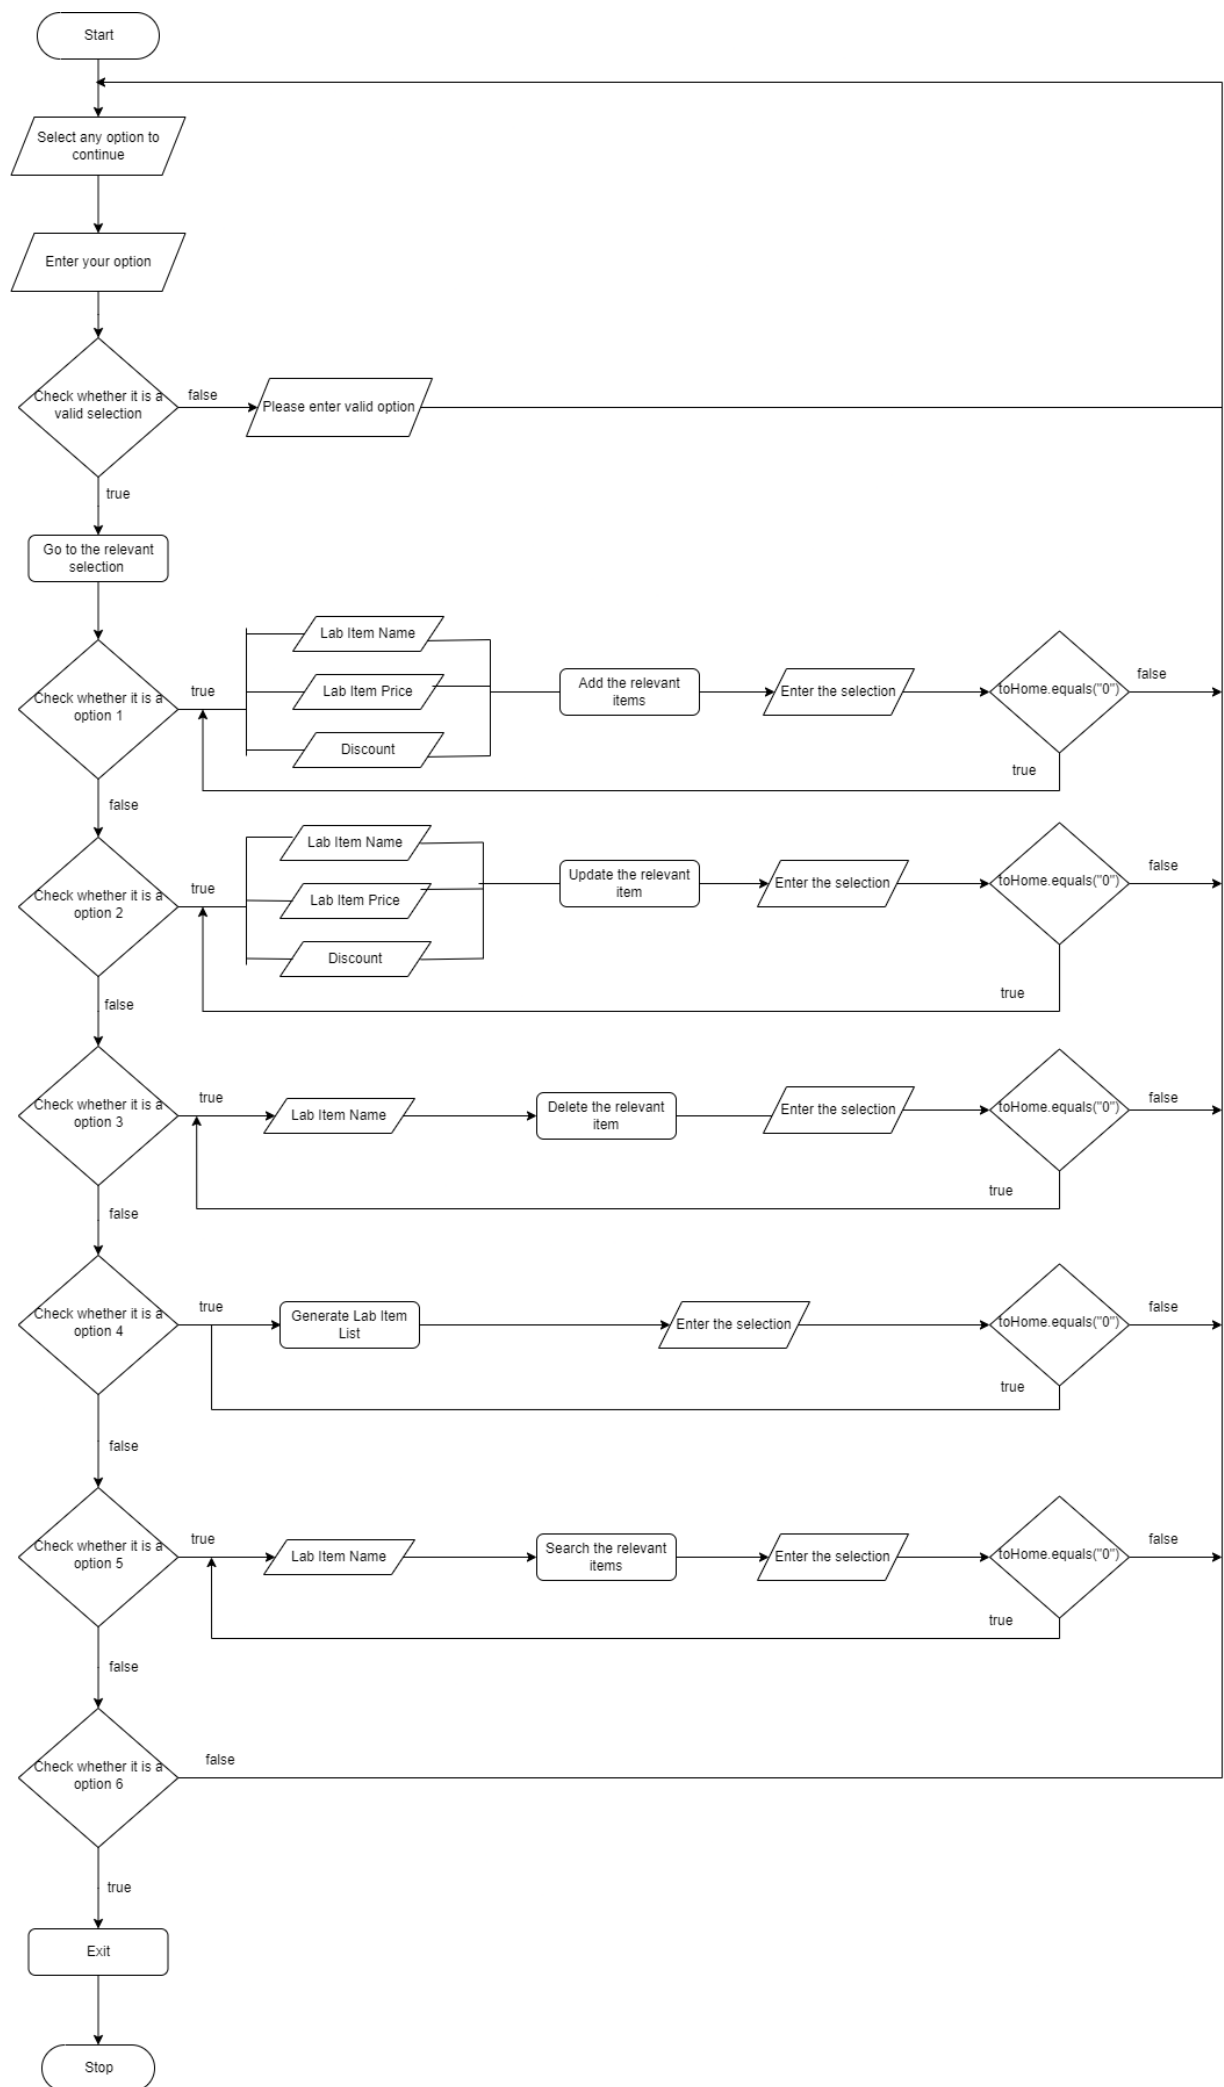 Start
Select any option to
continue
Enter your option
Check whether it is a
valid selection
false
Please enter valid option
true
Go to the relevant
selection
Check whether it is a
option 1
true
Lab Item Name
Lab Item Price
Discount
Add the relevant
items
Enter the selection
toHome.equals("0")
false
true
false
Check whether it is a
option 2
true
Lab Item Name
Lab Item Price
Discount
Update the relevant
item
Enter the selection
toHome.equals("0")
false
true
false
Check whether it is a
option 3
true
Lab Item Name
Delete the relevant
item
Enter the selection
toHome.equals("0")
false
true
false
Check whether it is a
option 4
true
Generate Lab Item
List
Enter the selection
toHome.equals("0")
false
true
false
Check whether it is a
option 5
true
Lab Item Name
Search the relevant
items
Enter the selection
toHome.equals("0")
false
true
false
Check whether it is a
option 6
false
true
Exit
Stop